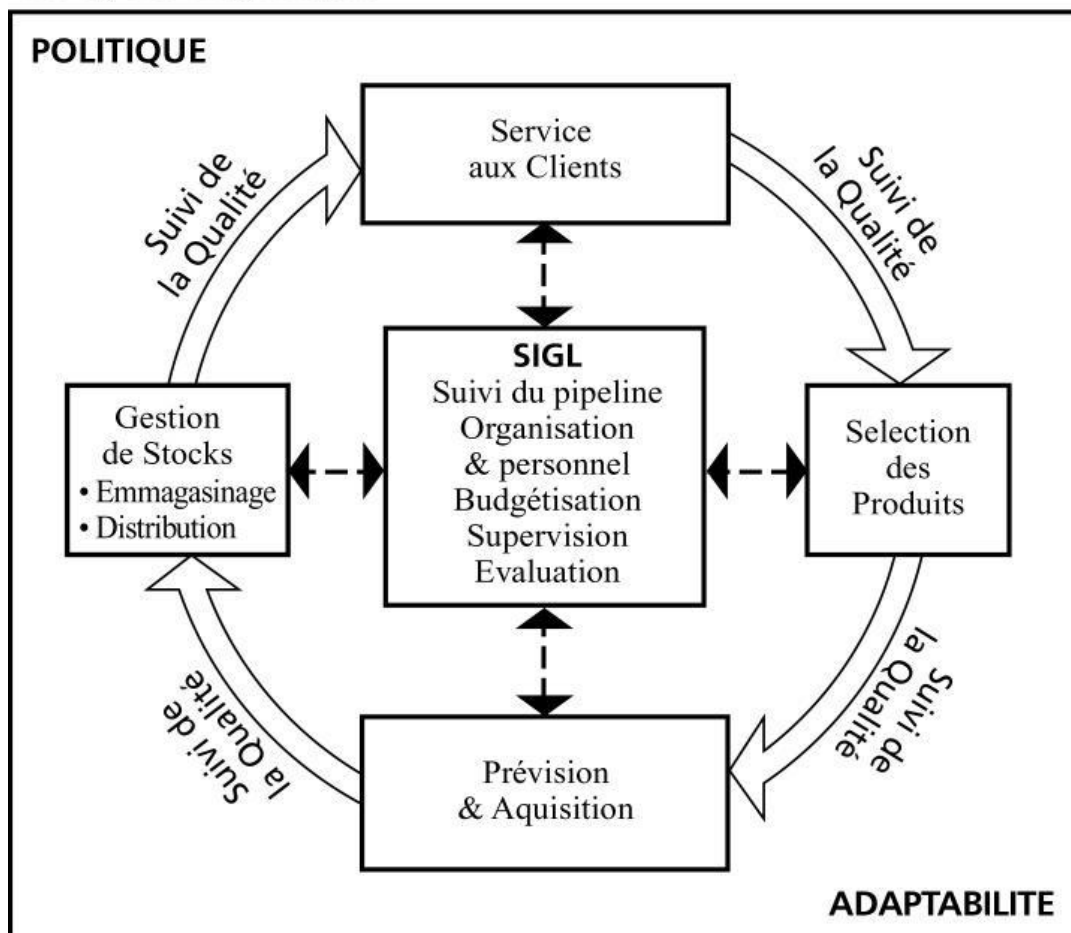 POLITIQUE
Service
aux Clients
Suivi de
la Qualité
Suivi de
la Qualité
SIGL
Suivi du pipeline
Organisation
& personnel
Budgétisation
Supervision
Evaluation
Gestion
de Stocks
• Emmagasinage
• Distribution
Selection
des
Produits
Suivi de
la Qualité
Suivi de
la Qualité
Prévision
& Aquisition
ADAPTABILITE